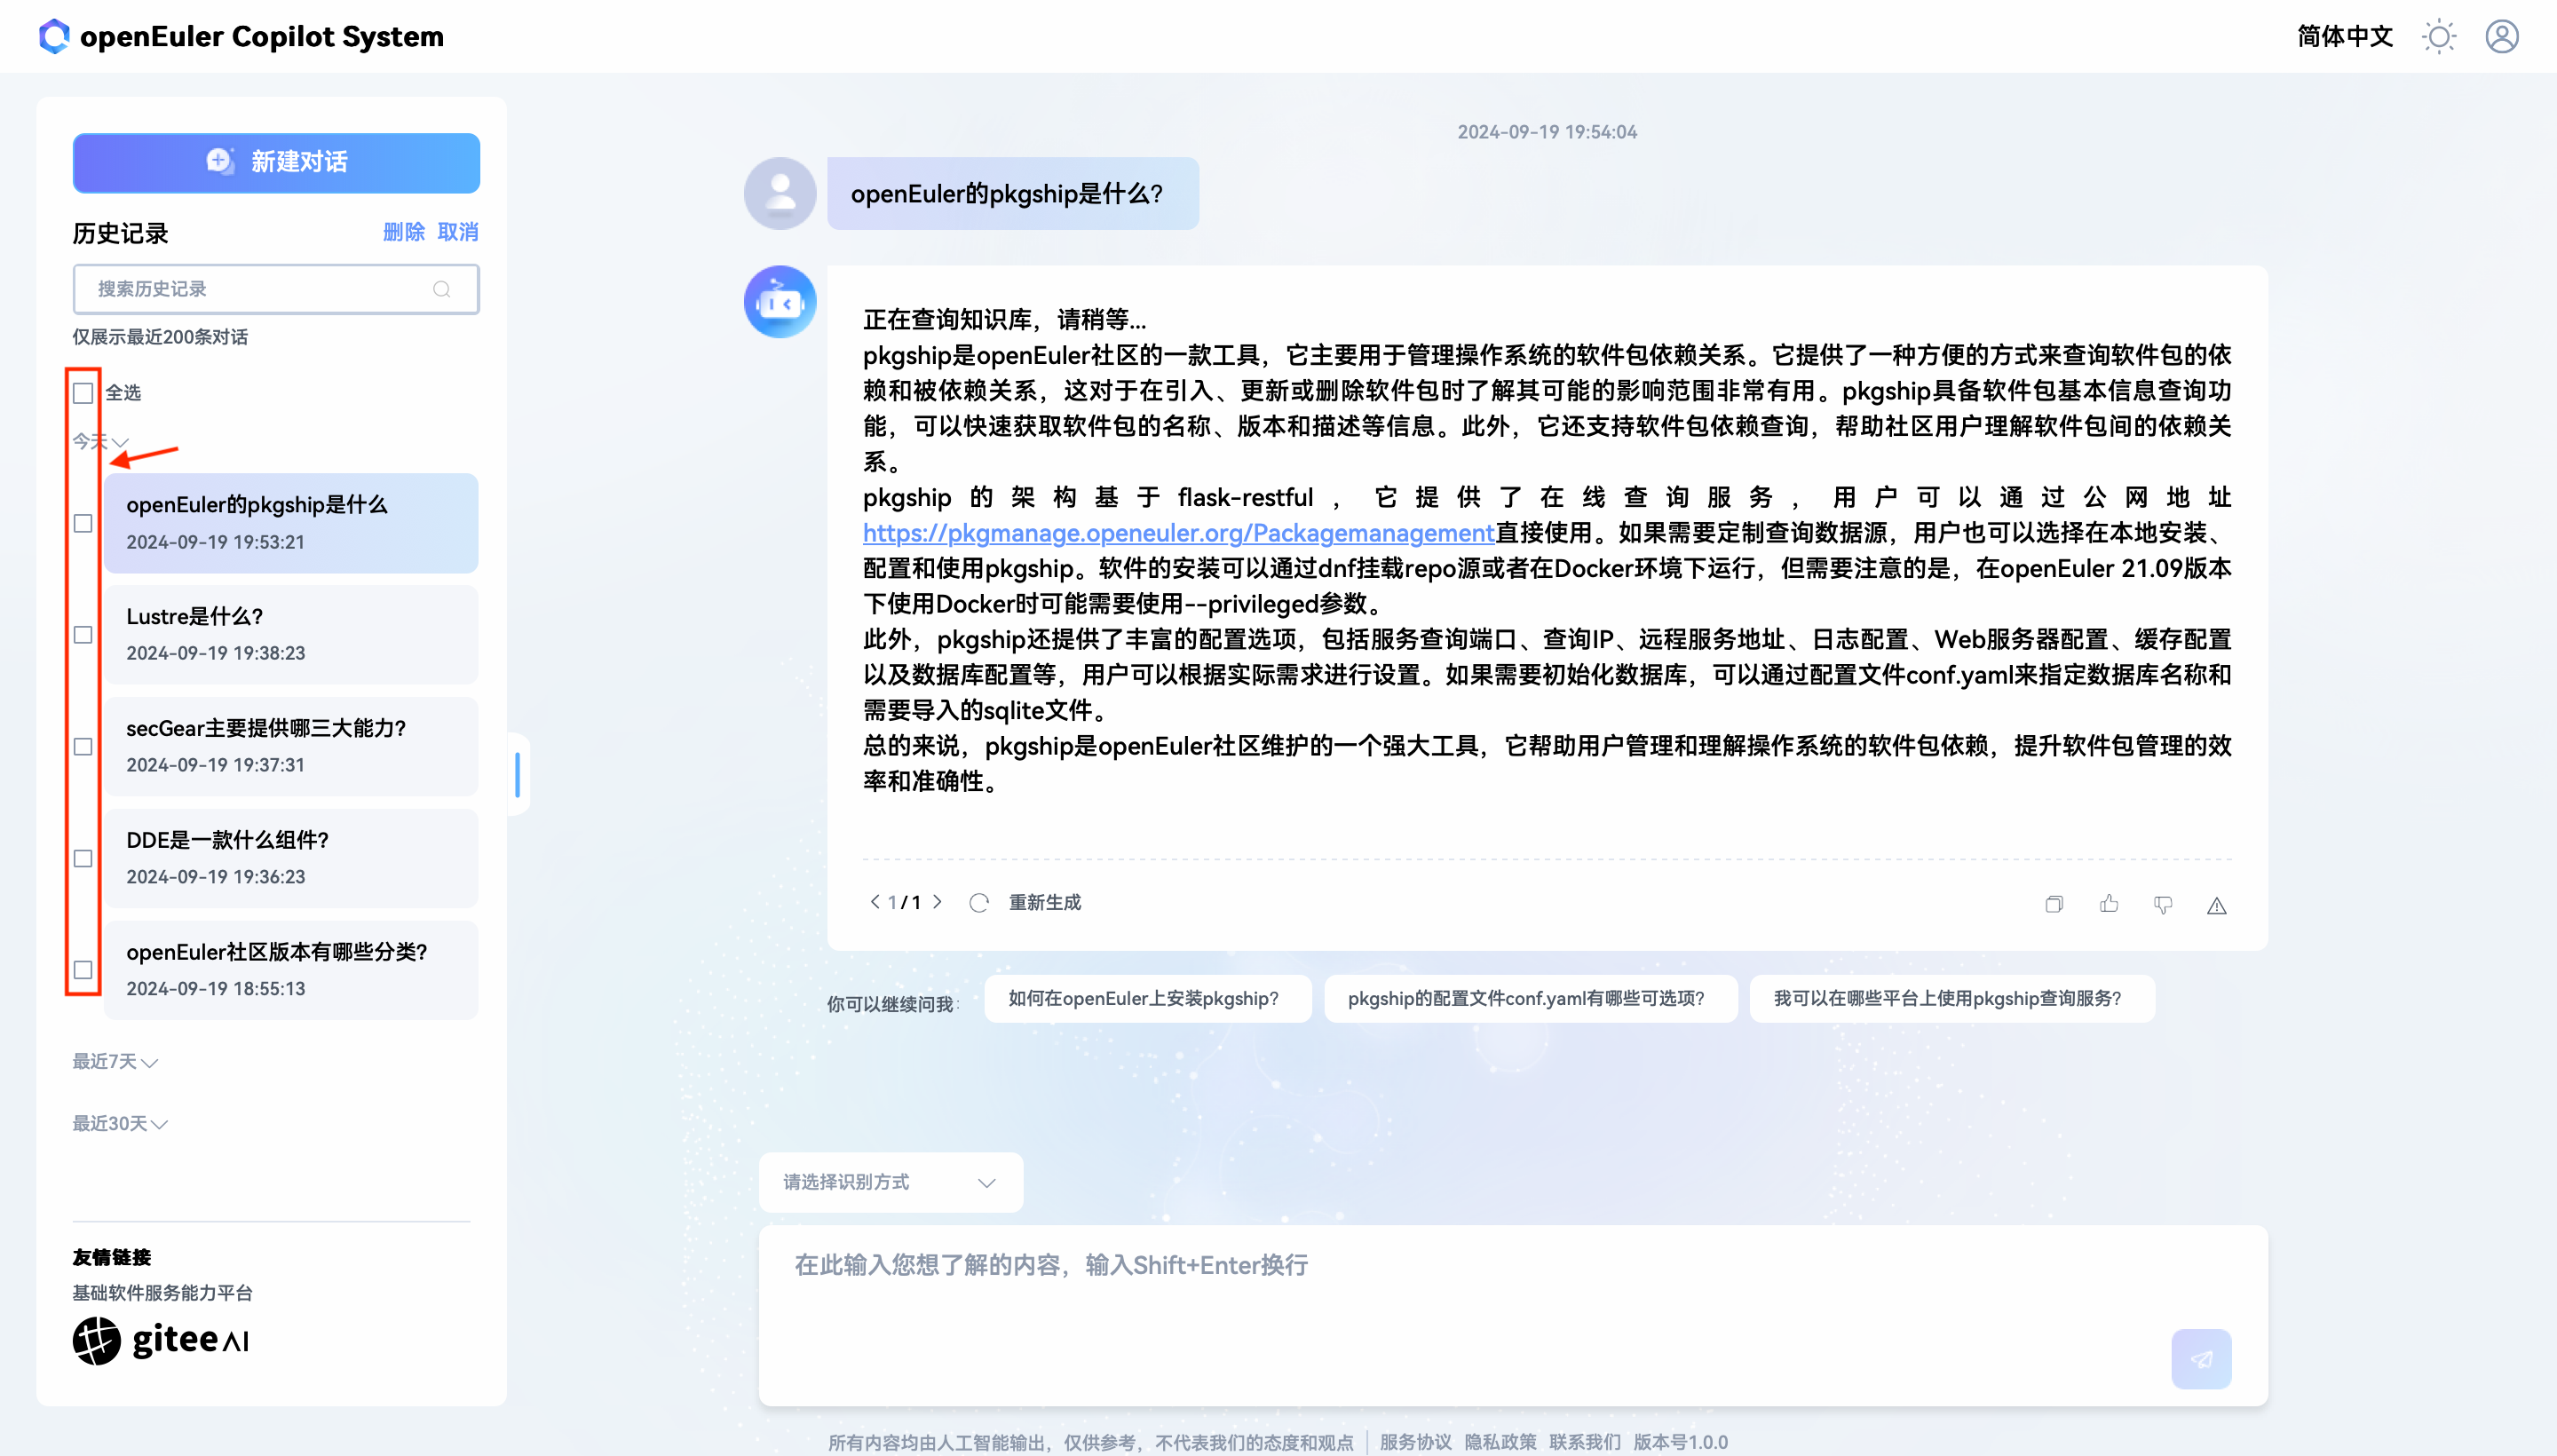 openEuler Copilot System
简体中文
新建对话
历史记录
删除 取消
搜索历史记录
仅展示最近200条对话
全选
今天
openEuler的pkgship是什么
2024-09-19 19:53:21
Lustre是什么?
2024-09-19 19:38:23
secGear主要提供哪三大能力?
2024-09-19 19:37:31
DDE是一款什么组件?
2024-09-19 19:36:23
openEuler社区版本有哪些分类?
2024-09-19 18:55:13
最近7天
最近30天
友情链接
基础软件服务能力平台
gitee AI
2024-09-19 19:54:04
openEuler的pkgship是什么?
正在查询知识库，请稍等...
pkgship是openEuler社区的一款工具，它主要用于管理操作系统的软件包依赖关系。它提供了一种方便的方式来查询软件包的依
赖和被依赖关系，这对于在引入、更新或删除软件包时了解其可能的影响范围非常有用。pkgship具备软件包基本信息查询功
能，可以快速获取软件包的名称、版本和描述等信息。此外，它还支持软件包依赖查询，帮助社区用户理解软件包间的依赖关
系。
pkgship的架构基于flask-restful，它提供了在线查询服务，用户可以通过公网地址
https://pkgmanage.openeuler.org/Packagemanagement直接使用。如果需要定制查询数据源，用户也可以选择在本地安装、
配置和使用pkgship。软件的安装可以通过dnf挂载repo源或者在Docker环境下运行，但需要注意的是，在openEuler 21.09版本
下使用Docker时可能需要使用--privileged参数。
此外，pkgship还提供了丰富的配置选项，包括服务查询端口、查询IP、远程服务地址、日志配置、Web服务器配置、缓存配置
以及数据库配置等，用户可以根据实际需求进行设置。如果需要初始化数据库，可以通过配置文件conf.yaml来指定数据库名称和
需要导入的sqlite文件。
总的来说，pkgship是openEuler社区维护的一个强大工具，它帮助用户管理和理解操作系统的软件包依赖，提升软件包管理的效
率和准确性。
1/1 重新生成
你可以继续问我: 如何在openEuler上安装pkgship? pkgship的配置文件conf.yaml有哪些可选项? 我可以在哪些平台上使用pkgship查询服务?
请选择识别方式
在此输入您想了解的内容，输入Shift+Enter换行
所有内容均由人工智能输出，仅供参考，不代表我们的态度和观点 | 服务协议 隐私政策 联系我们 版本号1.0.0